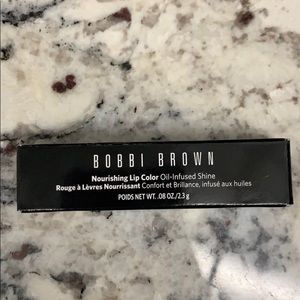 BOBBI BROWN
Nourishing Lip Color Oil-Infused Shine
Rouge à Lèvres Nourrissant Confort et Brillance, infusé aux huiles
POIDS NET WT. .08 OZ./2.3 g